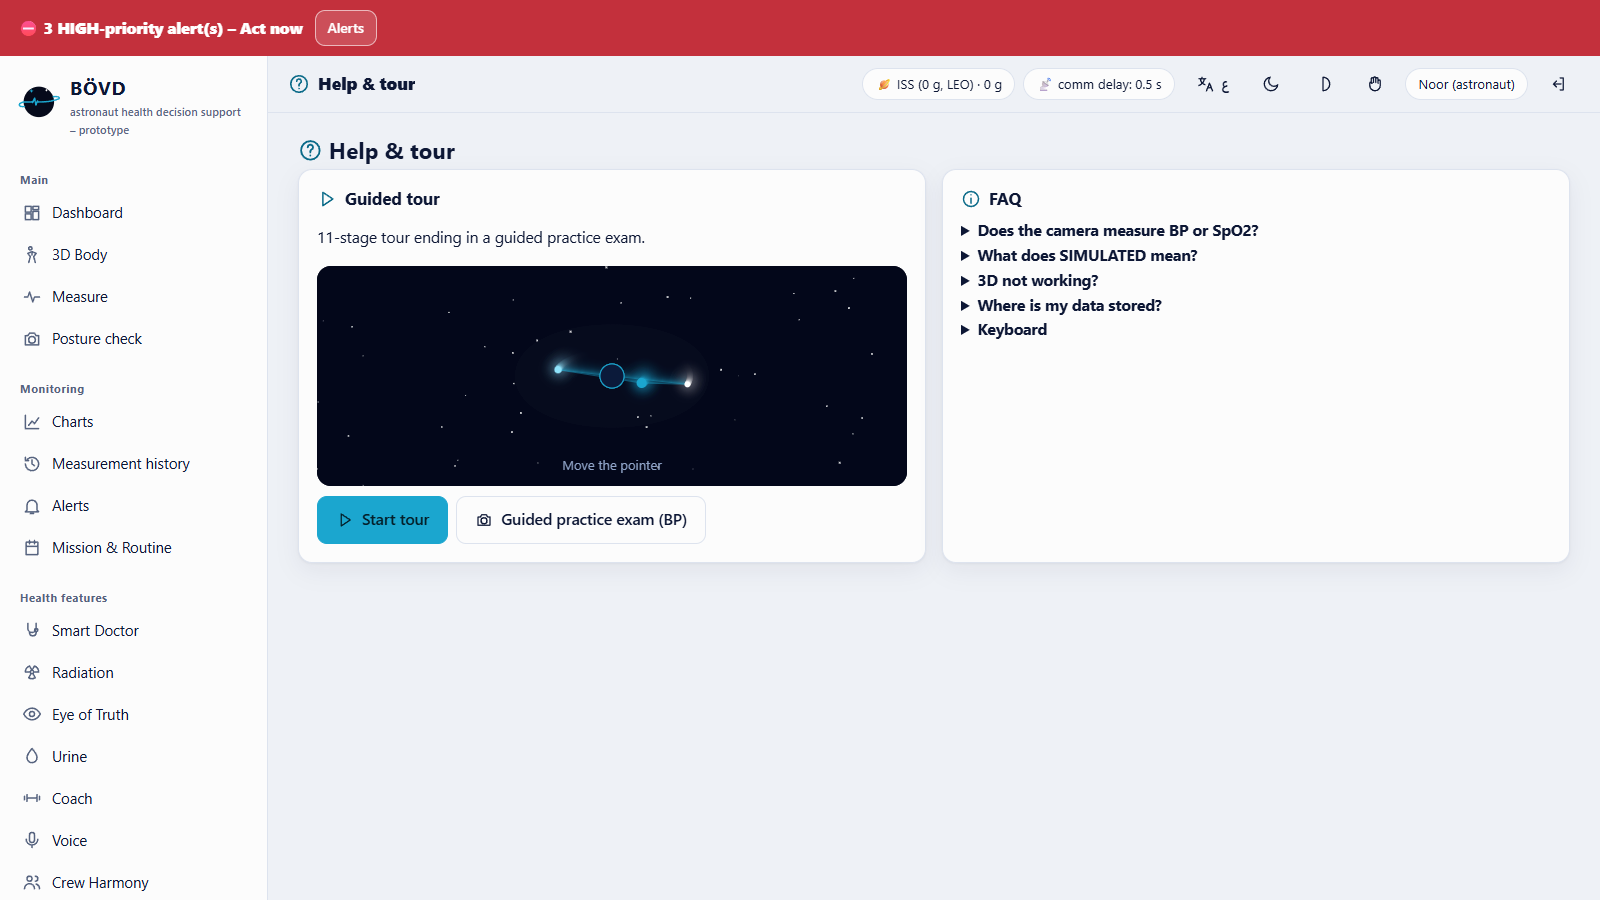 3 HIGH-priority alert(s) – Act now
Alerts
BÖVD
astronaut health decision support
– prototype
Help & tour
ISS (0 g, LEO) · 0 g
comm delay: 0.5 s
ع
Noor (astronaut)
Main
Dashboard
3D Body
Measure
Posture check
Monitoring
Charts
Measurement history
Alerts
Mission & Routine
Health features
Smart Doctor
Radiation
Eye of Truth
Urine
Coach
Voice
Crew Harmony
Help & tour
Guided tour
11-stage tour ending in a guided practice exam.
Move the pointer
Start tour
Guided practice exam (BP)
FAQ
Does the camera measure BP or SpO2?
What does SIMULATED mean?
3D not working?
Where is my data stored?
Keyboard